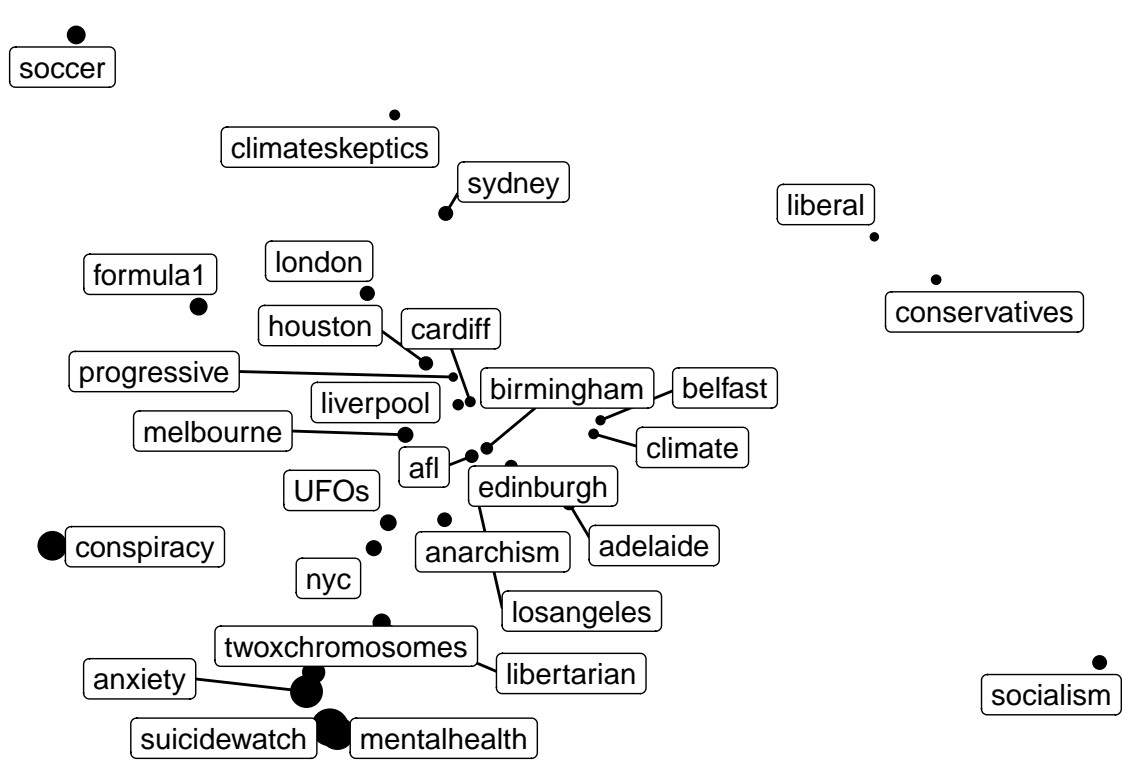 soccer
climateskeptics
sydney
liberal
london
formula1
conservatives
houston
cardiff
progressive
birmingham
belfast
liverpool
melbourne
climate
afl
edinburgh
UFOs
conspiracy
anarchism
adelaide
nyc
losangeles
twoxchromosomes
libertarian
anxiety
socialism
suicidewatch
mentalhealth